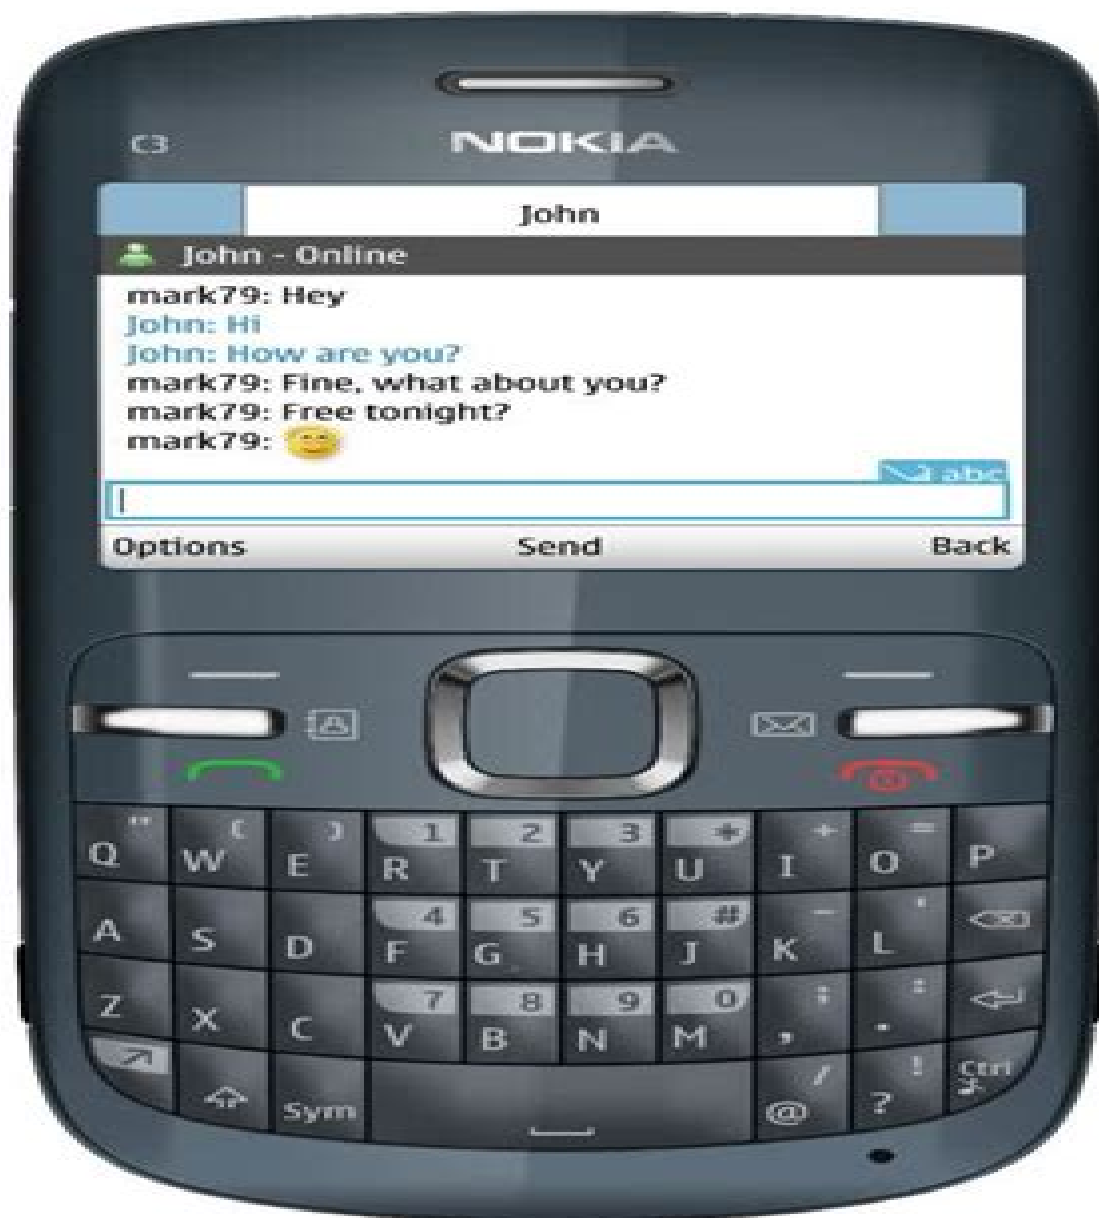 C3
NOKIA
John
John - Online
mark79: Hey
John: Hi
John: How are you?
mark79: Fine, what about you?
mark79: Free tonight?
mark79:
abc
Options Send Back
" ( ) 1 2 3 * + =
Q W E R T Y U I O P
4 5 6 # - '
A S D F G H J K L
7 8 9 0 ; :
Z X C V B N M , .
/ ! Ctrl
Sym @ ?